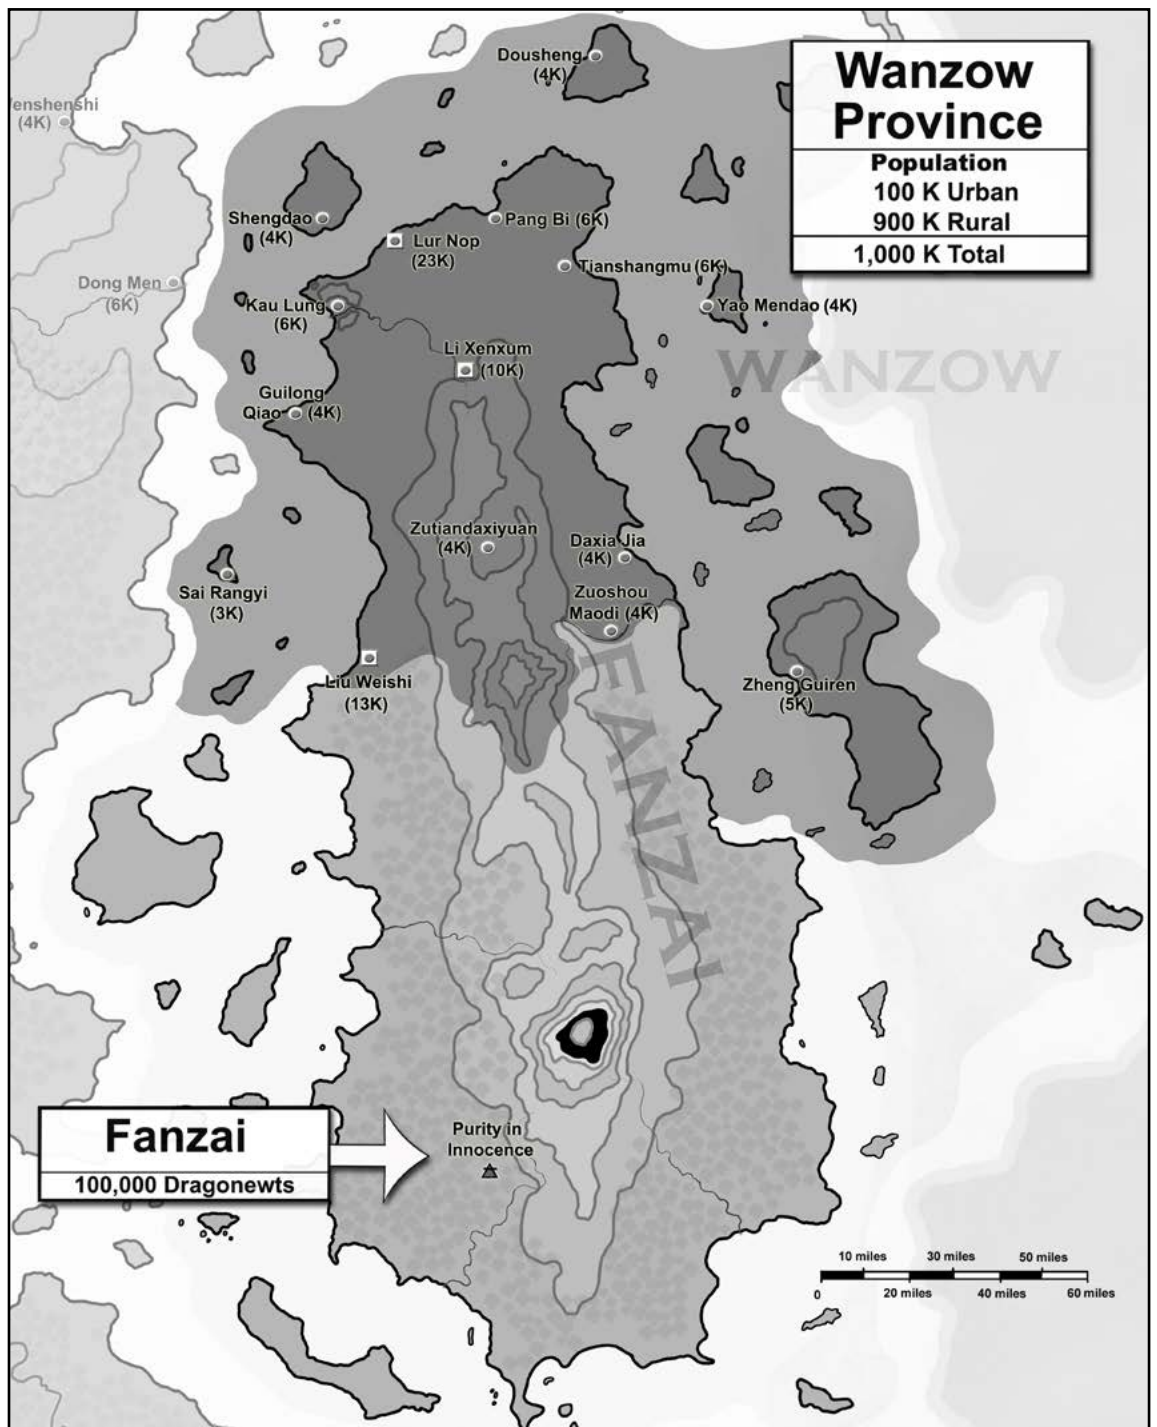 Dousheng
(4K)
Wanzow
Province
Population
100 K Urban
900 K Rural
1,000 K Total
enshenshi
(4K)
Shengdao
(4K)
Pang Bi (6K)
Lur Nop
(23K)
Tianshangmu (6K)
Dong Men
(6K)
Kau Lung
(6K)
Yao Mendao (4K)
Li Xenxum
(10K)
WANZOW
Guilong
Qiao (4K)
Zutiandaxiyuan
(4K)
Daxia Jia
(4K)
Sai Rangyi
(3K)
Zuoshou
Maodi (4K)
Liu Weishi
(13K)
Zheng Guiren
(5K)
FANZAI
Fanzai
100,000 Dragonewts
Purity in
Innocence
10 miles 30 miles 50 miles
0 20 miles 40 miles 60 miles